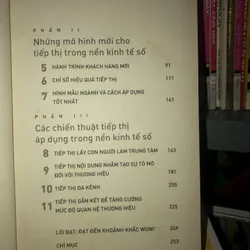 PHẦN II
Những mô hình mới cho
tiếp thị trong nền kinh tế số
5 HÀNH TRÌNH KHÁCH HÀNG MỚI 91
6 CHỈ SỐ HIỆU QUẢ TIẾP THỊ 111
7 HÌNH MẪU NGÀNH VÀ CÁCH ÁP DỤNG
TỐT NHẤT 141
PHẦN III
Các chiến thuật tiếp thị
áp dụng trong nền kinh tế số
8 TIẾP THỊ LẤY CON NGƯỜI LÀM TRUNG TÂM 163
9 TIẾP THỊ NỘI DUNG NHẰM TẠO SỰ TÒ MÒ
ĐỐI VỚI THƯƠNG HIỆU 181
10 TIẾP THỊ ĐA KÊNH 205
11 TIẾP THỊ GẮN KẾT ĐỂ TĂNG CƯỜNG
MỨC ĐỘ QUAN HỆ THƯƠNG HIỆU 225
LỜI BẠT: ĐẠT ĐẾN KHOẢNH KHẮC WOW! 249
CHỈ MỤC